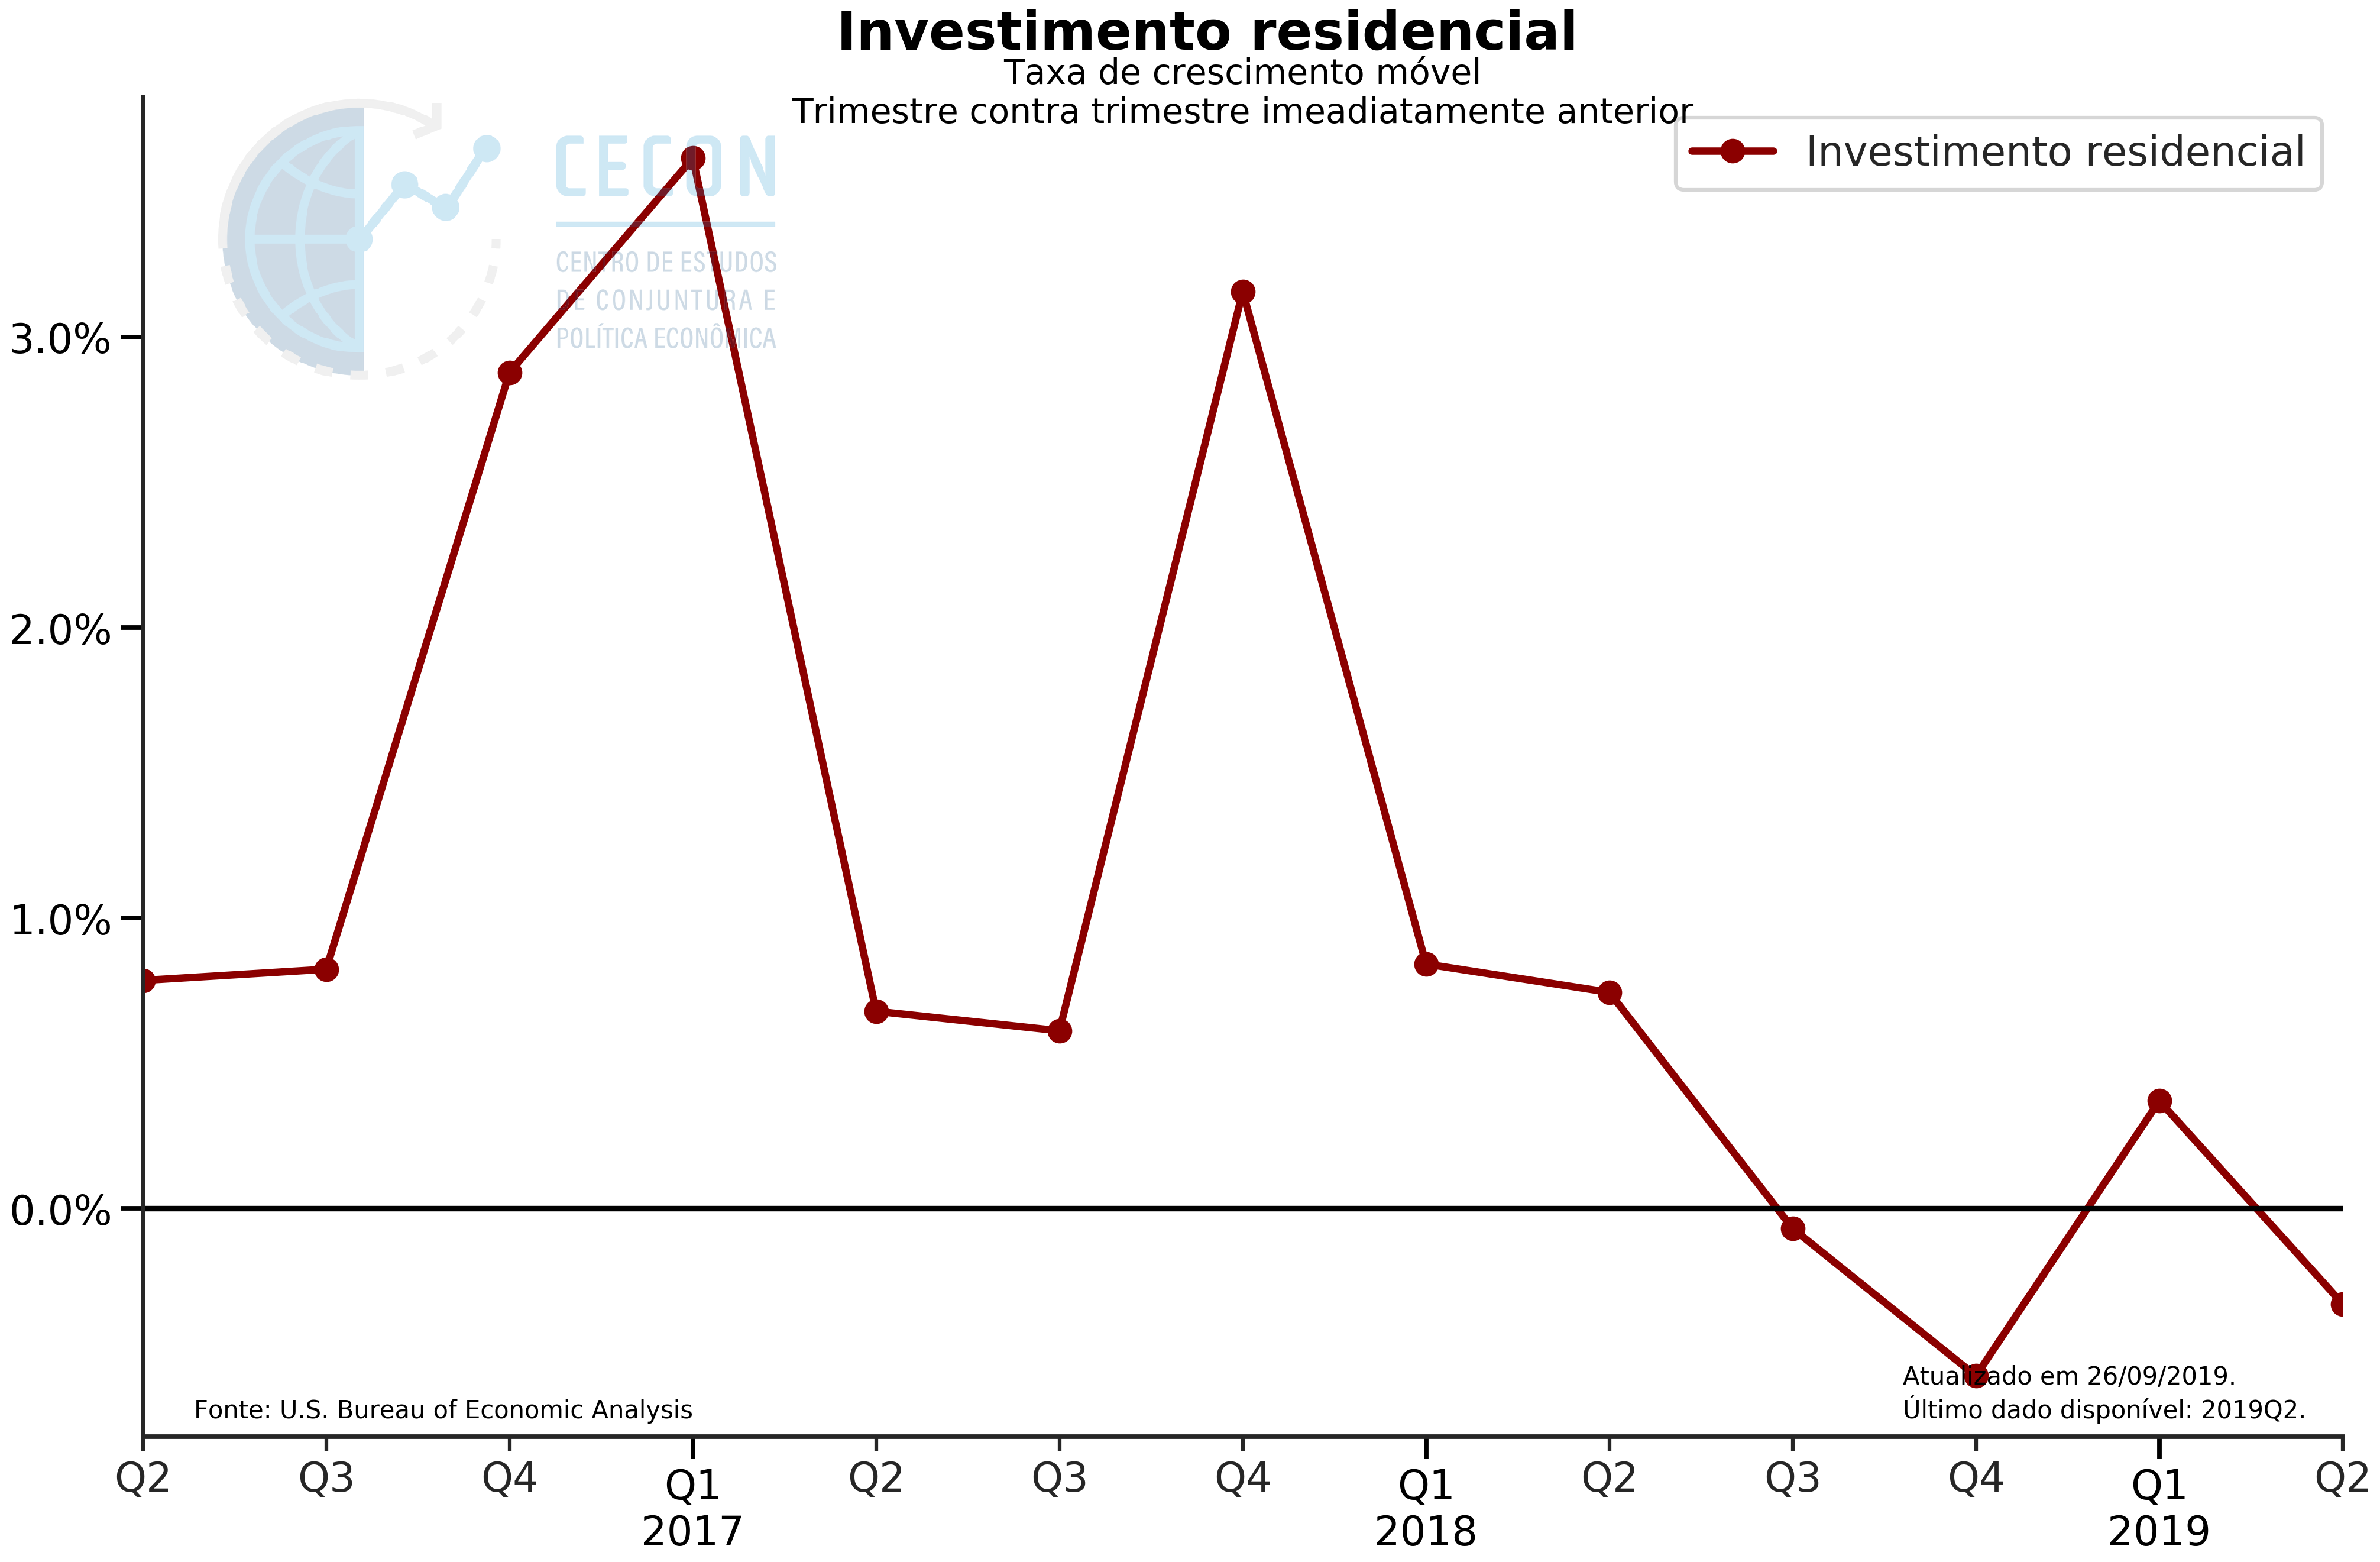 Investimento residencial
Taxa de crescimento móvel
Trimestre contra trimestre imeadiatamente anterior
CECON
CENTRO DE ESTUDOS
DE CONJUNTURA E
POLÍTICA ECONÔMICA
Investimento residencial
3.0%
2.0%
1.0%
0.0%
Atualizado em 26/09/2019.
Fonte: U.S. Bureau of Economic Analysis
Último dado disponível: 2019Q2.
Q2 Q3 Q4 Q1 Q2 Q3 Q4 Q1 Q2 Q3 Q4 Q1 Q2
2017 2018 2019